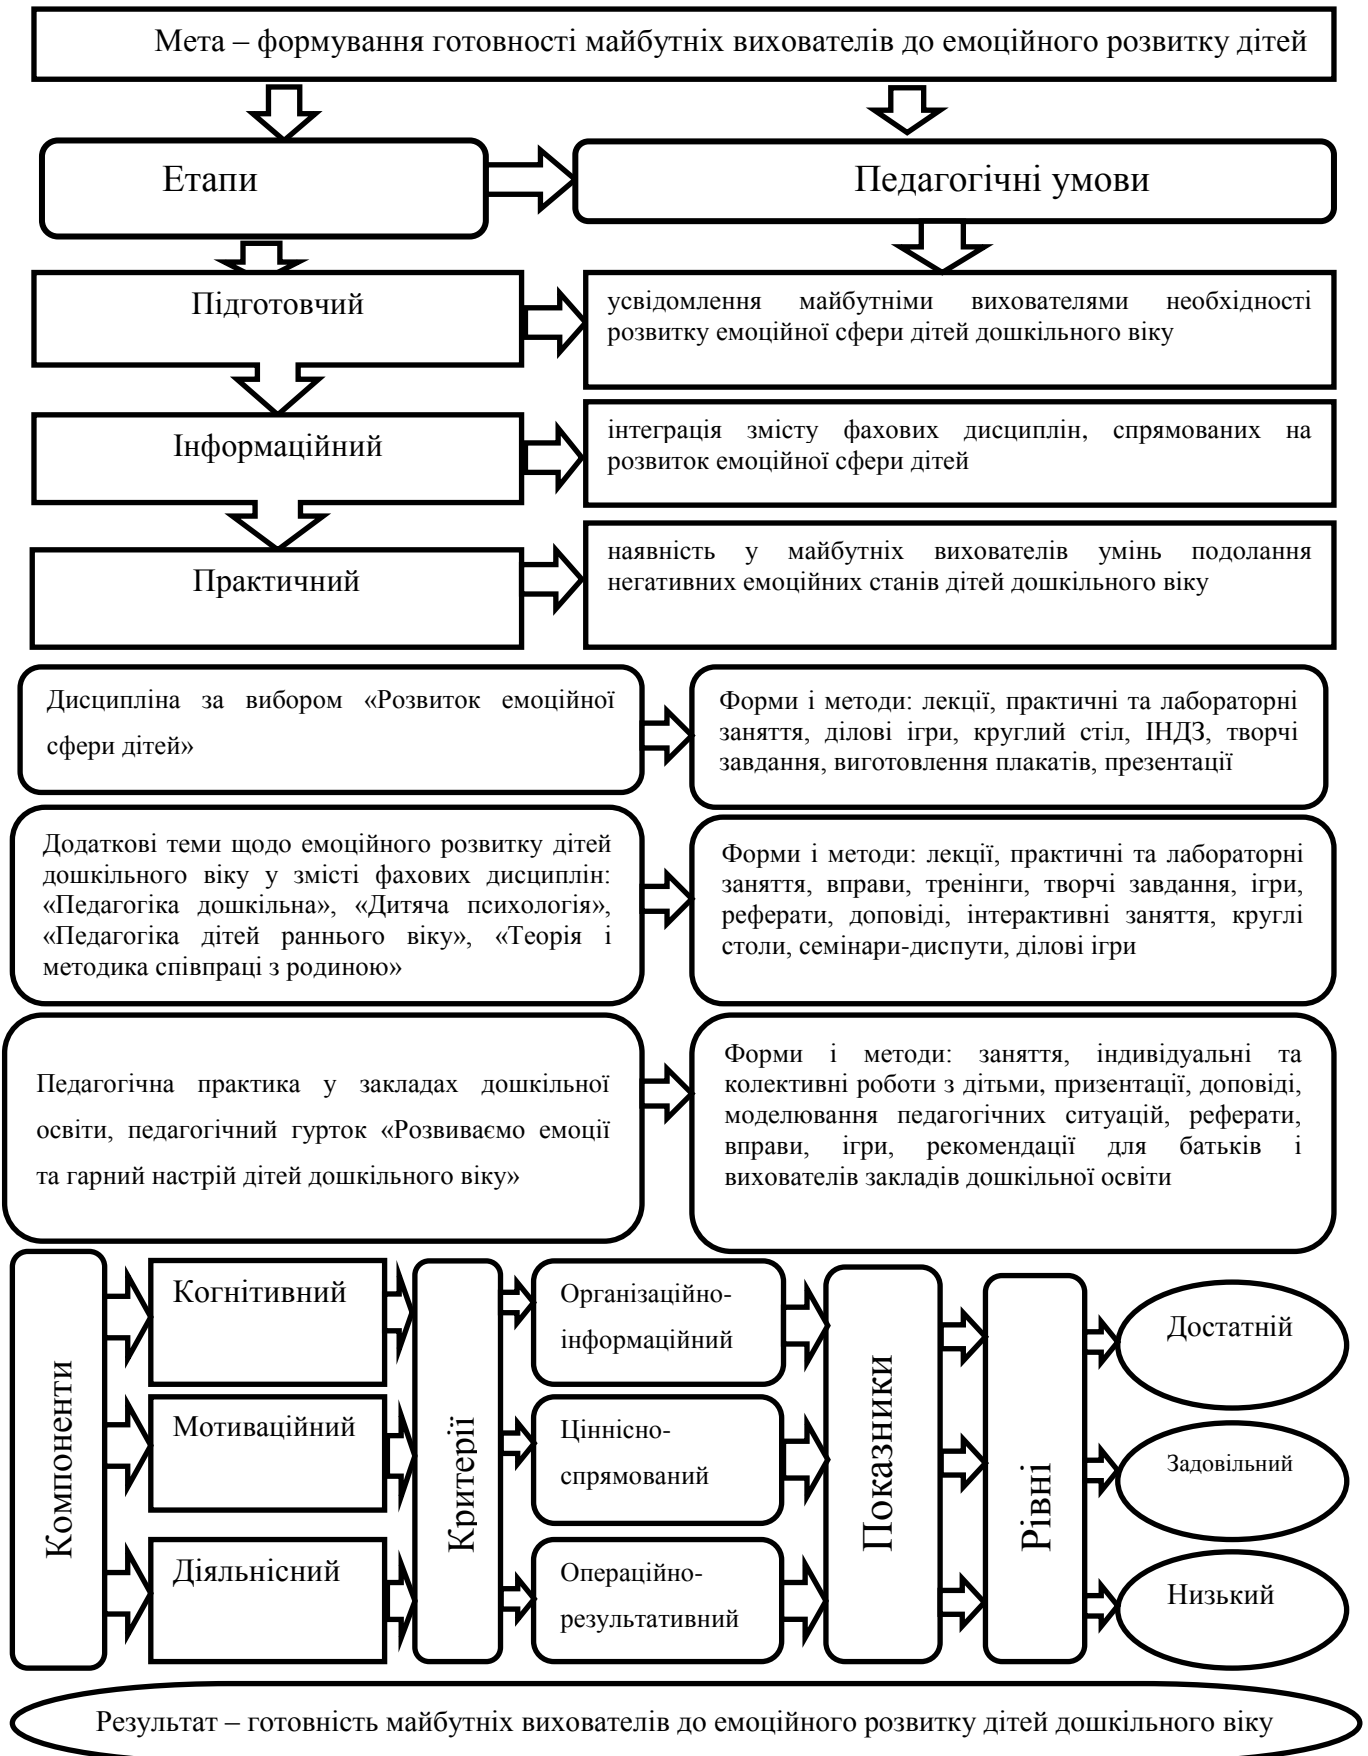 Мета – формування готовності майбутніх вихователів до емоційного розвитку дітей
Етапи
Педагогічні умови
Підготовчий
усвідомлення майбутніми вихователями необхідності
розвитку емоційної сфери дітей дошкільного віку
Інформаційний
інтеграція змісту фахових дисциплін, спрямованих на
розвиток емоційної сфери дітей
Практичний
наявність у майбутніх вихователів умінь подолання
негативних емоційних станів дітей дошкільного віку
Дисципліна за вибором «Розвиток емоційної
сфери дітей»
Форми і методи: лекції, практичні та лабораторні
заняття, ділові ігри, круглий стіл, ІНДЗ, творчі
завдання, виготовлення плакатів, презентації
Додаткові теми щодо емоційного розвитку дітей
дошкільного віку у змісті фахових дисциплін:
«Педагогіка дошкільна», «Дитяча психологія»,
«Педагогіка дітей раннього віку», «Теорія і
методика співпраці з родиною»
Форми і методи: лекції, практичні та лабораторні
заняття, вправи, тренінги, творчі завдання, ігри,
реферати, доповіді, інтерактивні заняття, круглі
столи, семінари-диспути, ділові ігри
Педагогічна практика у закладах дошкільної
освіти, педагогічний гурток «Розвиваємо емоції
та гарний настрій дітей дошкільного віку»
Форми і методи: заняття, індивідуальні та
колективні роботи з дітьми, призентації, доповіді,
моделювання педагогічних ситуацій, реферати,
вправи, ігри, рекомендації для батьків і
вихователів закладів дошкільної освіти
Компоненти
Когнітивний
Мотиваційний
Діяльнісний
Критерії
Організаційно-
інформаційний
Ціннісно-
спрямований
Операційно-
результативний
Показники
Рівні
Достатній
Задовільний
Низький
Результат – готовність майбутніх вихователів до емоційного розвитку дітей дошкільного віку